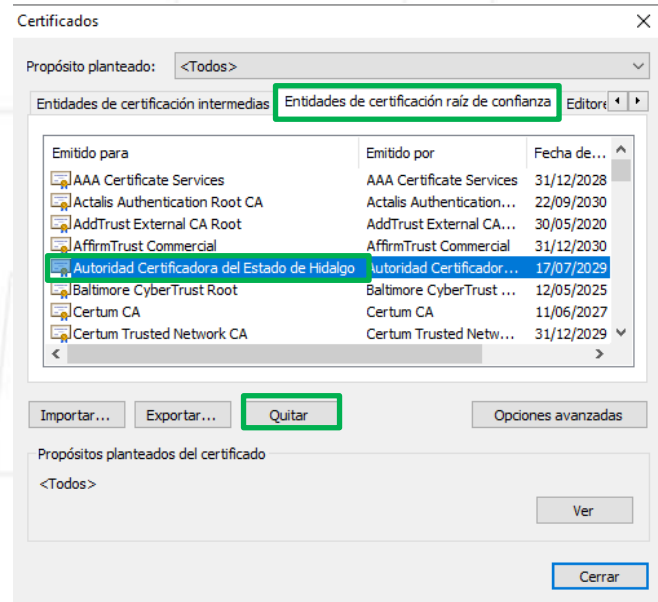 Certificados
Propósito planteado: <Todos>
Entidades de certificación intermedias Entidades de certificación raíz de confianza Editore
Emitido para Emitido por Fecha de...
AAA Certificate Services AAA Certificate Services 31/12/2028
Actalis Authentication Root CA Actalis Authentication... 22/09/2030
AddTrust External CA Root AddTrust External CA... 30/05/2020
AffirmTrust Commercial AffirmTrust Commercial 31/12/2030
Autoridad Certificadora del Estado de Hidalgo Autoridad Certificador... 17/07/2029
Baltimore CyberTrust Root Baltimore CyberTrust ... 12/05/2025
Certum CA Certum CA 11/06/2027
Certum Trusted Network CA Certum Trusted Netw... 31/12/2029
Importar... Exportar... Quitar Opciones avanzadas
Propósitos planteados del certificado
<Todos>
Ver
Cerrar